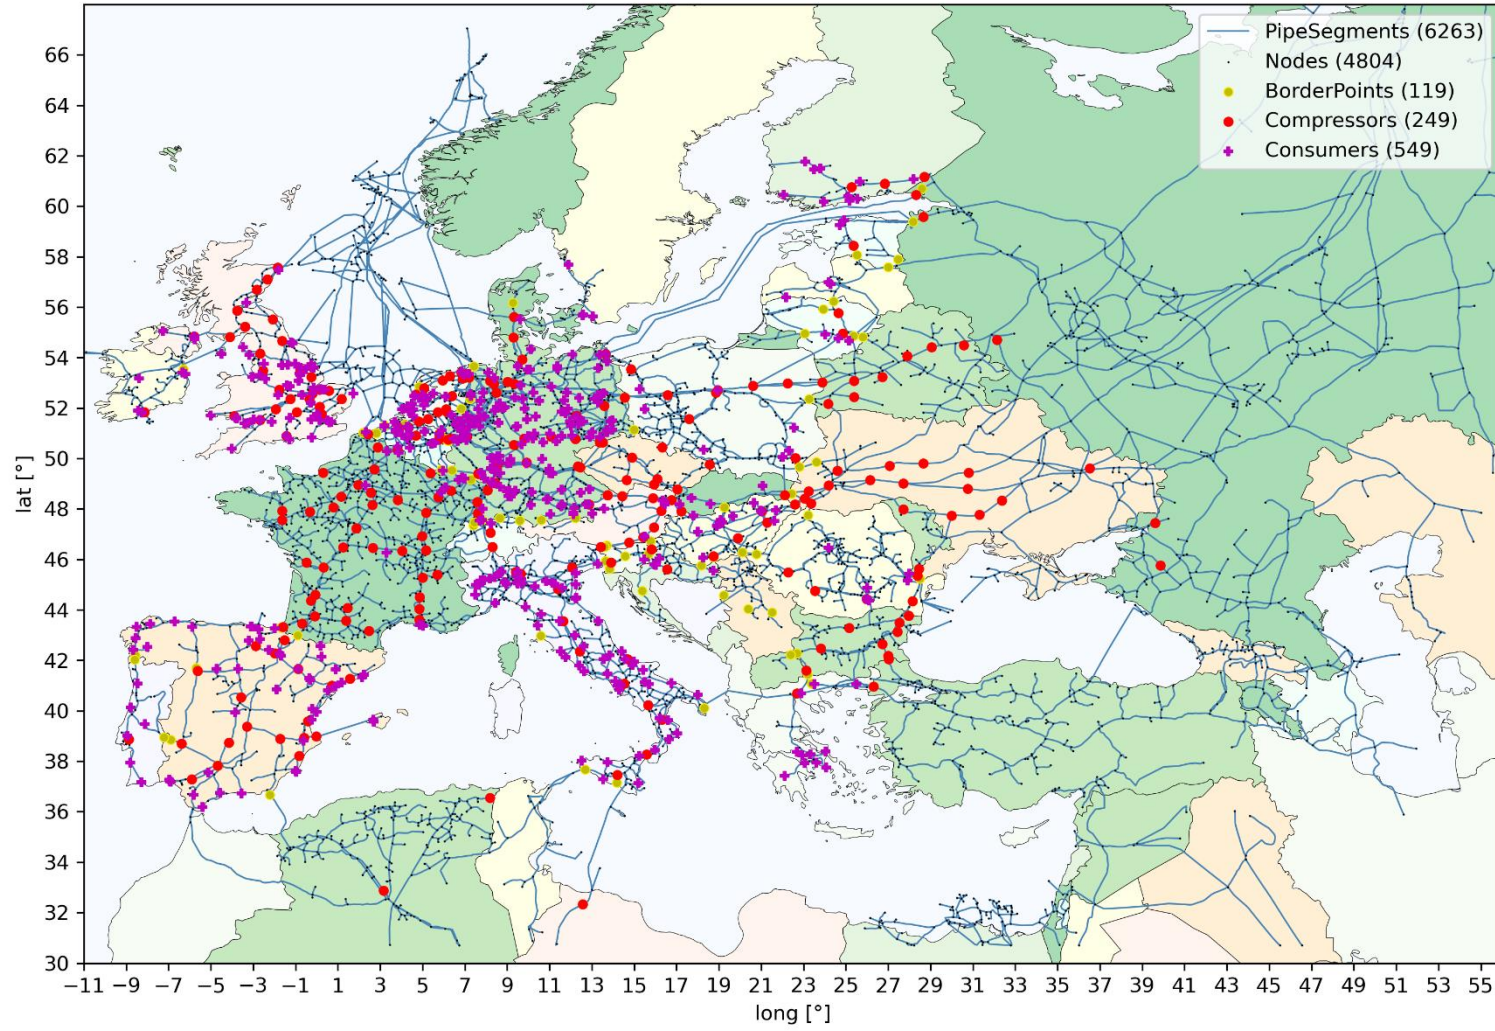 PipeSegments (6263)
Nodes (4804)
BorderPoints (119)
Compressors (249)
Consumers (549)
66
64
62
60
58
56
54
52
50
48
46
44
42
40
38
36
34
32
30
lat [°]
−11 −9 −7 −5 −3 −1 1 3 5 7 9 11 13 15 17 19 21 23 25 27 29 31 33 35 37 39 41 43 45 47 49 51 53 55
long [°]